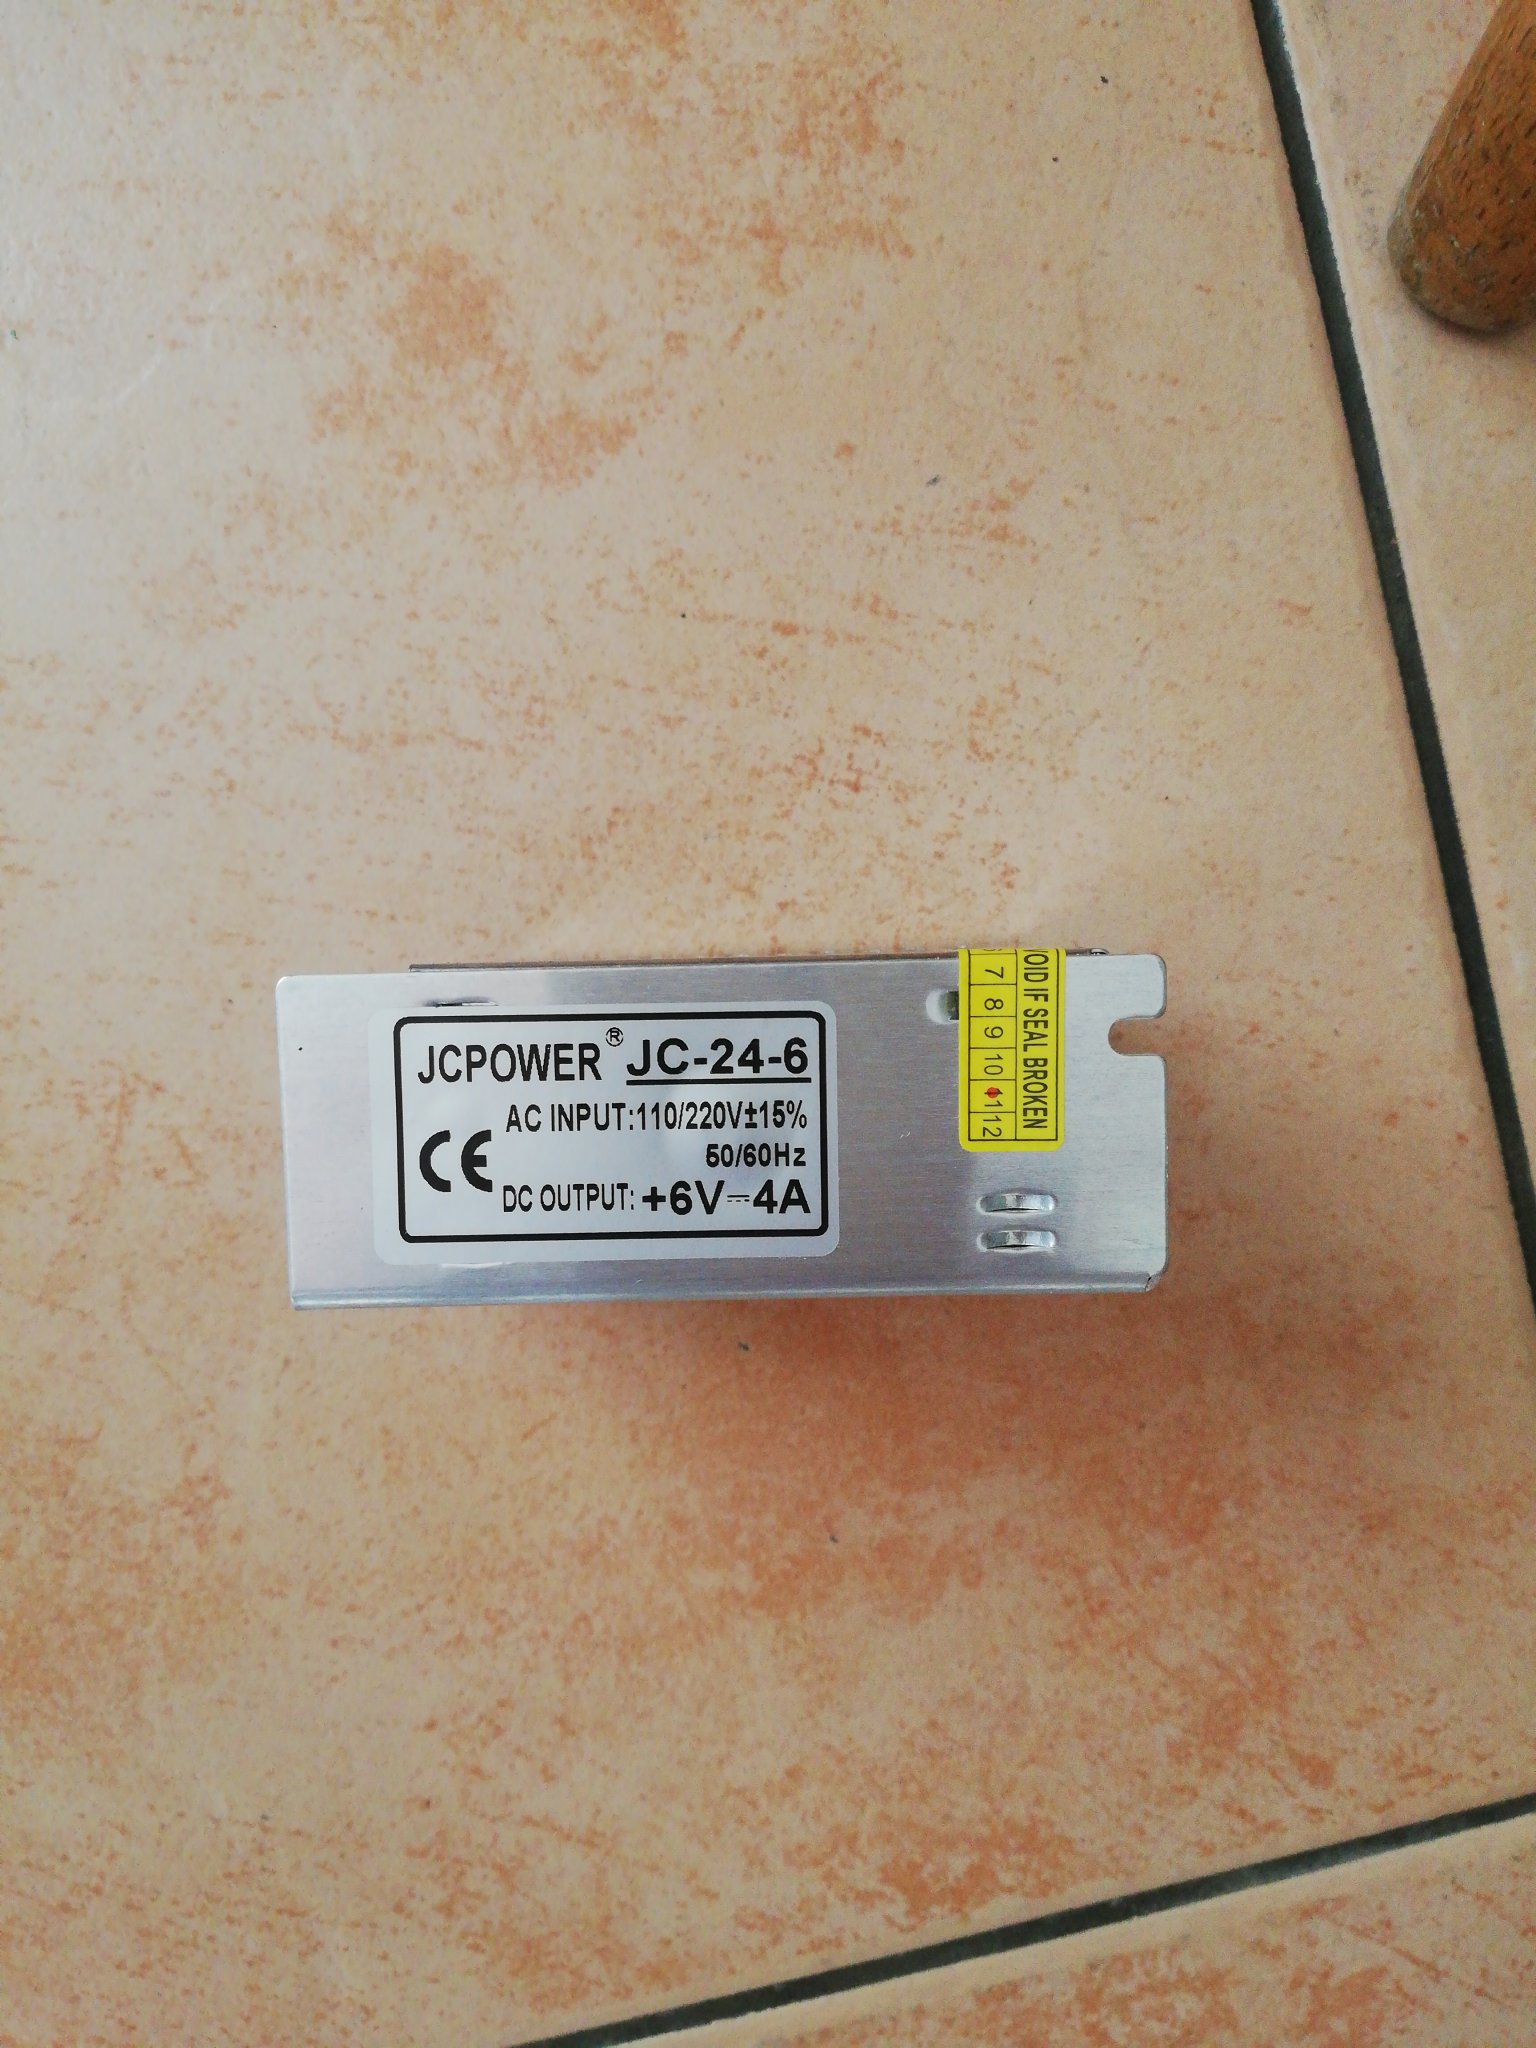 JCPOWER® JC-24-6
AC INPUT:110/220V±15%
50/60Hz
CE
DC OUTPUT: +6V⎓4A
VOID IF SEAL BROKEN
7 8 9 10 11 12